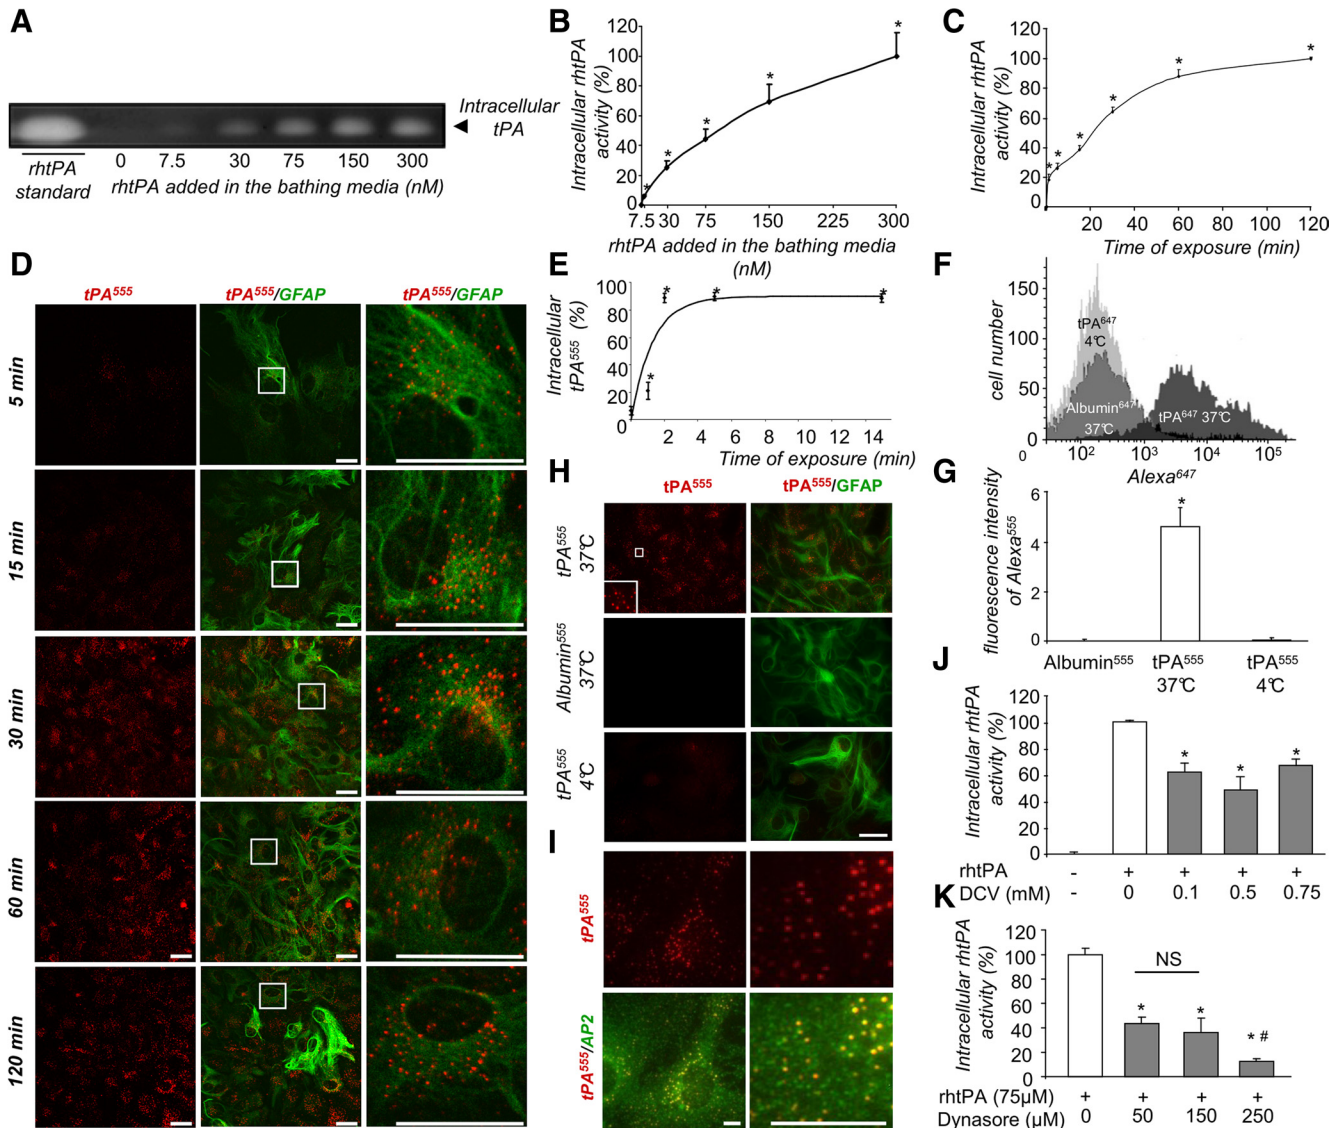 A
Intracellular
tPA
rhtPA
standard
0 7.5 30 75 150 300
rhtPA added in the bathing media (nM)
B
Intracellular rhtPA
activity (%)
120
100
80
60
40
20
0
* * * * *
7.5 30 75 150 225 300
rhtPA added in the bathing media
(nM)
C
Intracellular rhtPA
activity (%)
120
100
80
60
40
20
0
* * * * * *
20 40 60 80 100 120
Time of exposure (min)
D
tPA555 tPA555/GFAP tPA555/GFAP
5 min
15 min
30 min
60 min
120 min
E
Intracellular
tPA555 (%)
100
80
60
40
20
0
* * * *
2 4 6 8 10 12 14
Time of exposure (min)
F
cell number
150
100
50
0
tPA647
4°C
Albumin647
37°C
tPA647 37°C
10² 10³ 10⁴ 10⁵
Alexa647
G
fluorescence intensity
of Alexa555
6
4
2
0
*
Albumin555 tPA555 tPA555
37°C 4°C
H
tPA555 tPA555/GFAP
tPA555
37°C
Albumin555
37°C
tPA555
4°C
I
tPA555
tPA555/AP2
J
Intracellular rhtPA
activity (%)
120
100
80
60
40
20
0
* * *
rhtPA - + + + +
DCV (mM) - 0 0.1 0.5 0.75
K
Intracellular rhtPA
activity (%)
120
100
80
60
40
20
0
NS
* * * #
rhtPA (75µM) + + + +
Dynasore (µM) 0 50 150 250